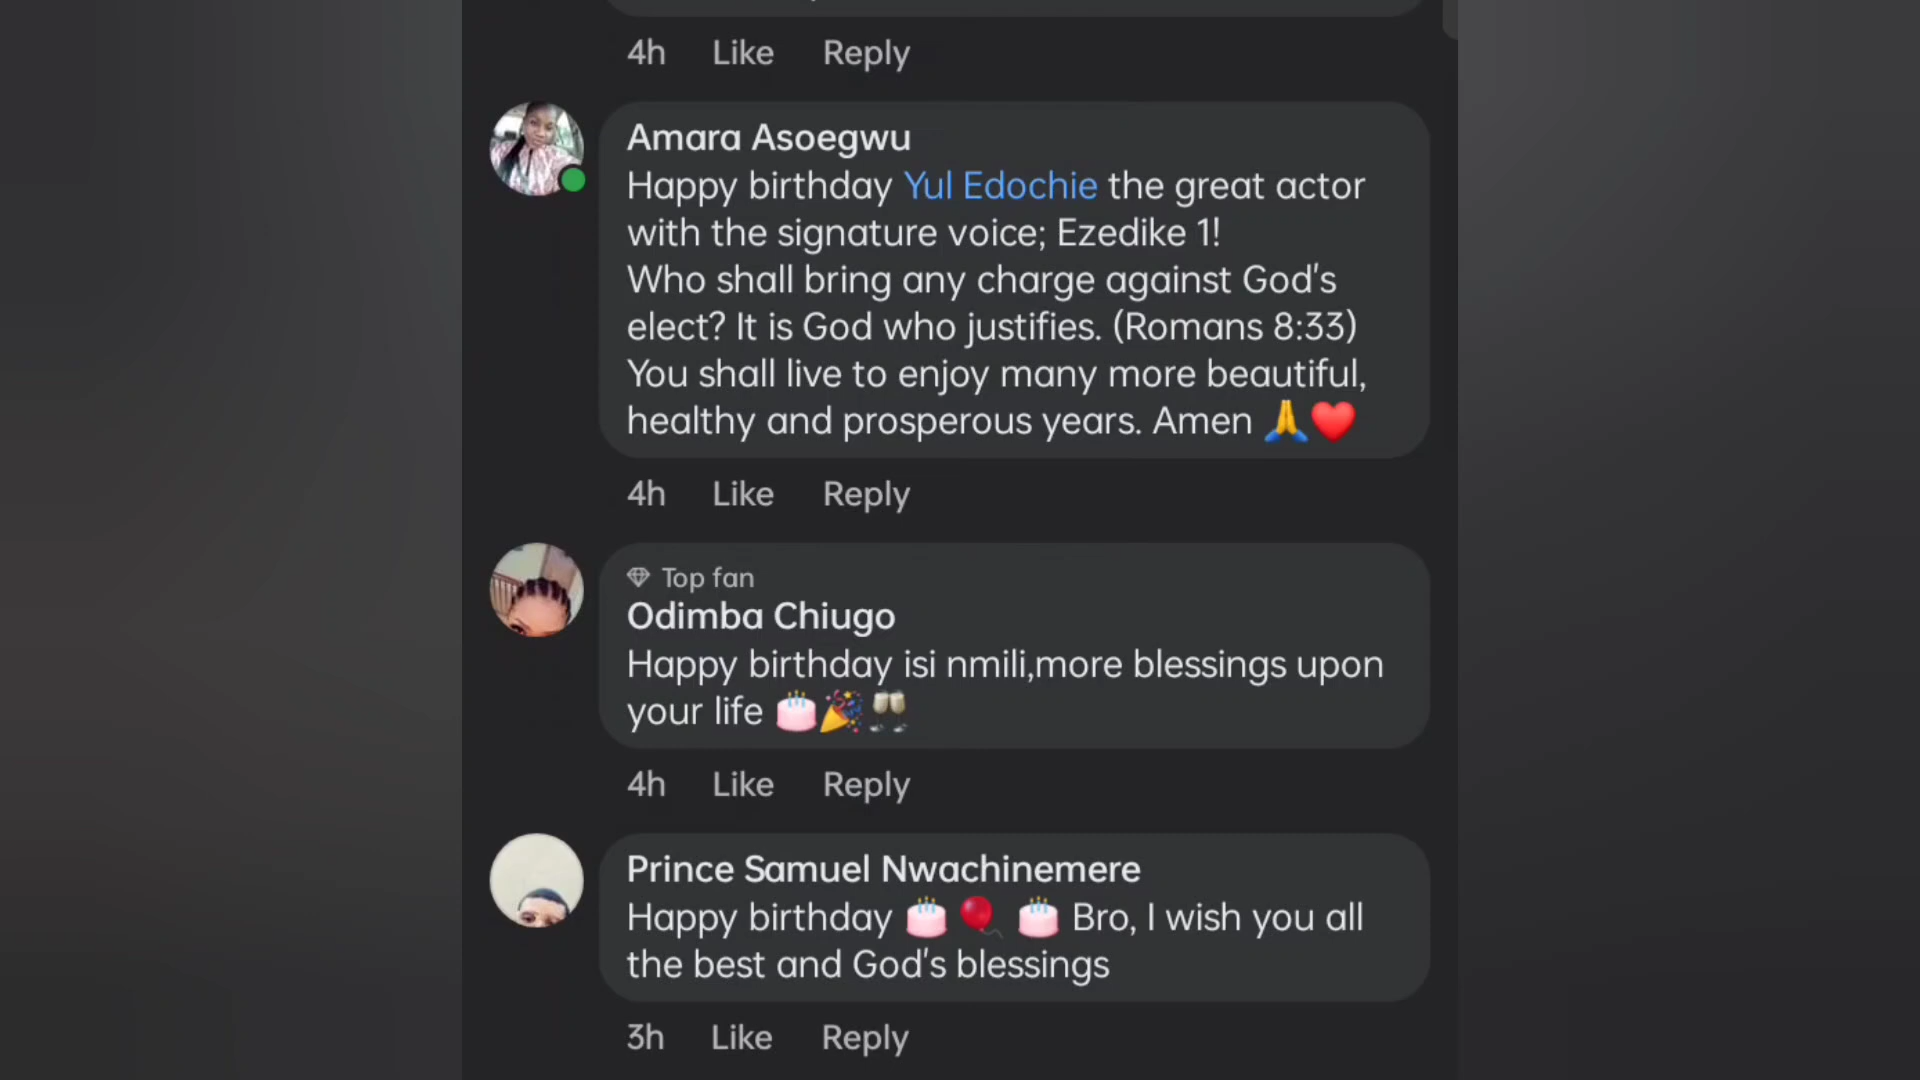 4h Like Reply
Amara Asoegwu
Happy birthday Yul Edochie the great actor
with the signature voice; Ezedike 1!
Who shall bring any charge against God's
elect? It is God who justifies. (Romans 8:33)
You shall live to enjoy many more beautiful,
healthy and prosperous years. Amen 🙏❤️
4h Like Reply
Top fan
Odimba Chiugo
Happy birthday isi nmili,more blessings upon
your life 🎂🎉🥂
4h Like Reply
Prince Samuel Nwachinemere
Happy birthday 🎂🎈 🎂 Bro, I wish you all
the best and God's blessings
3h Like Reply